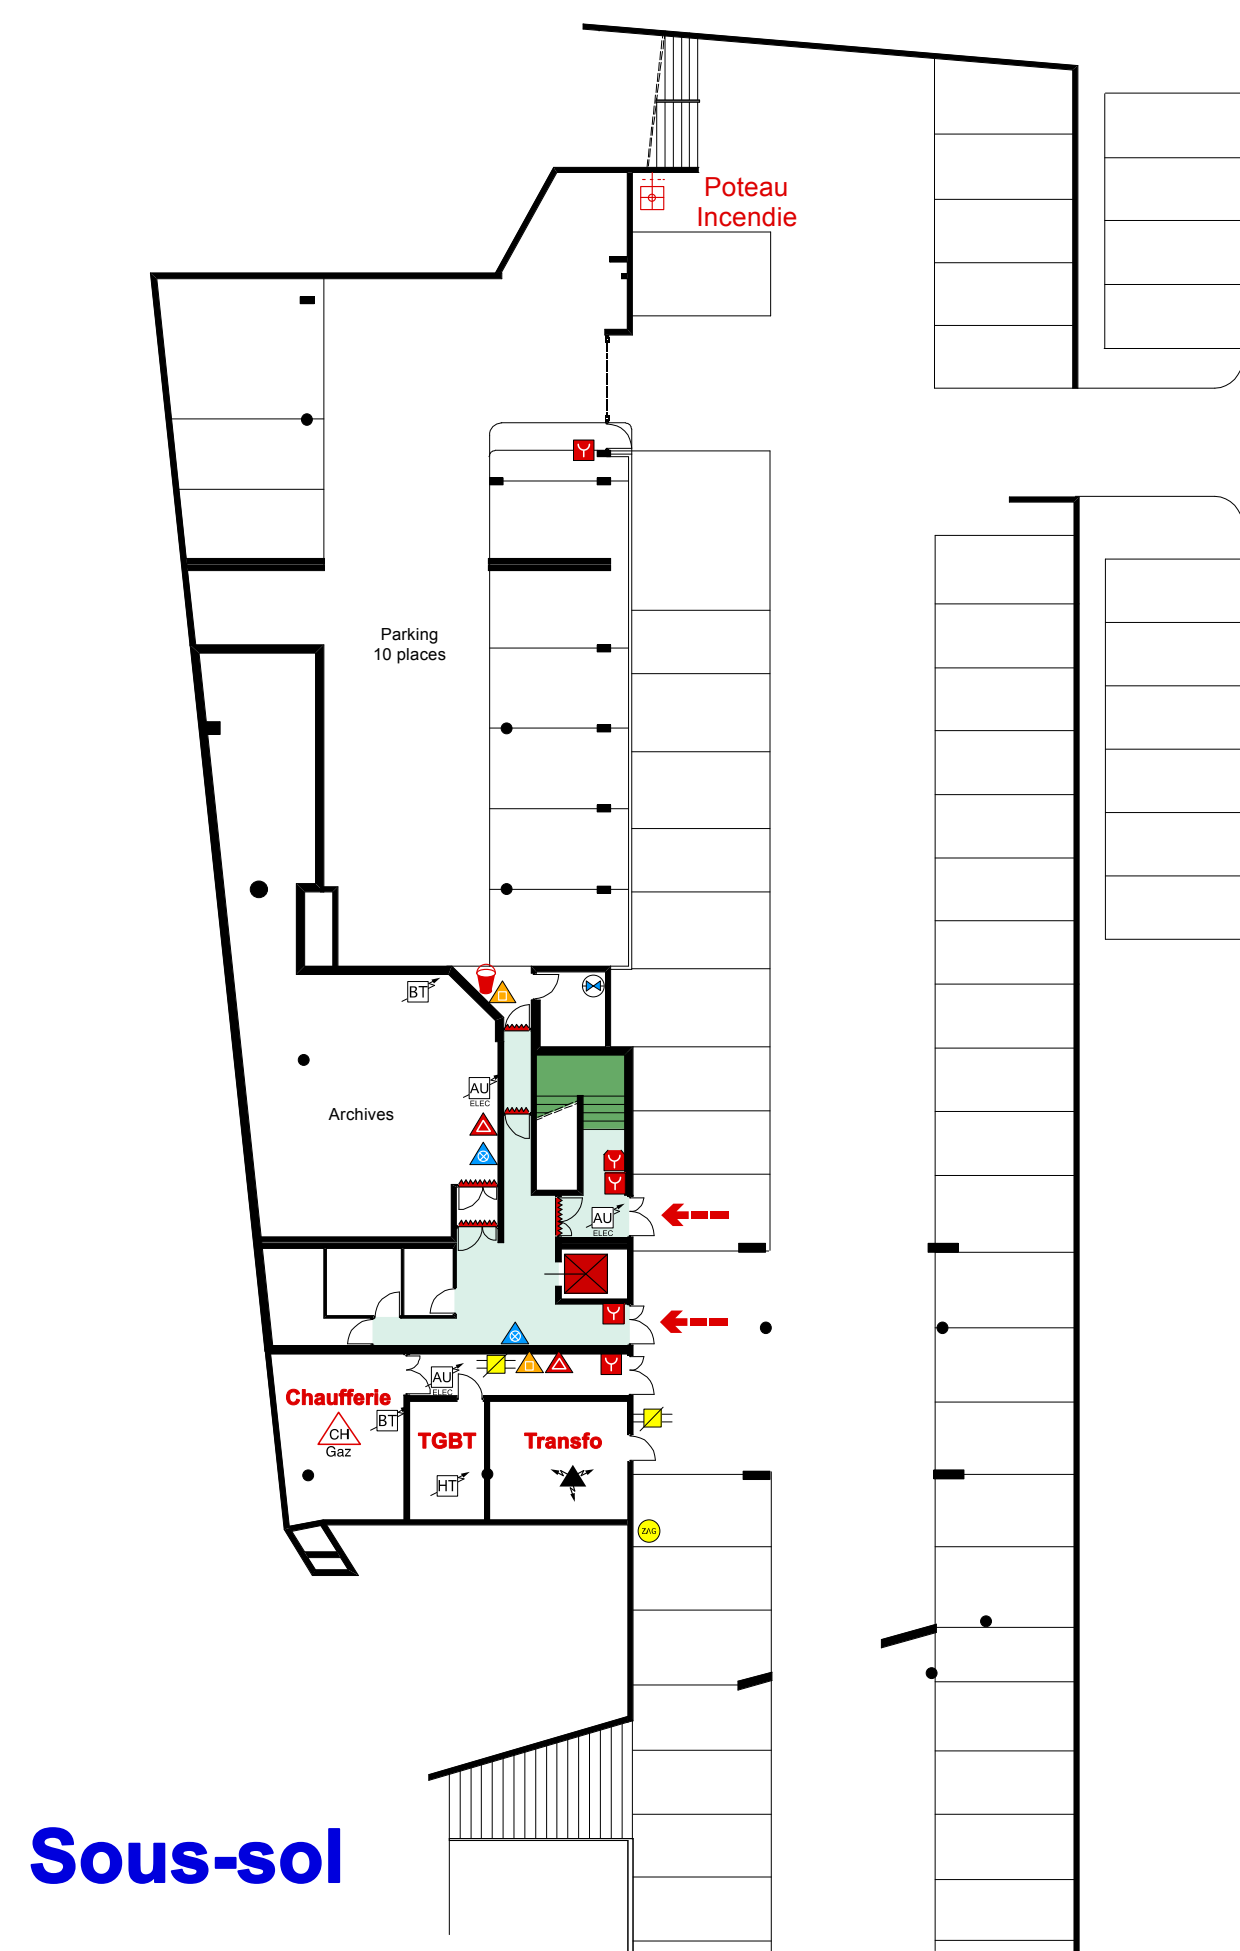 Poteau
Incendie
Parking
10 places
BT
AU
ELEC
Archives
AU
ELEC
AU
ELEC
Chaufferie
BT
CH
Gaz
TGBT
Transfo
HT
ZAG
Sous-sol